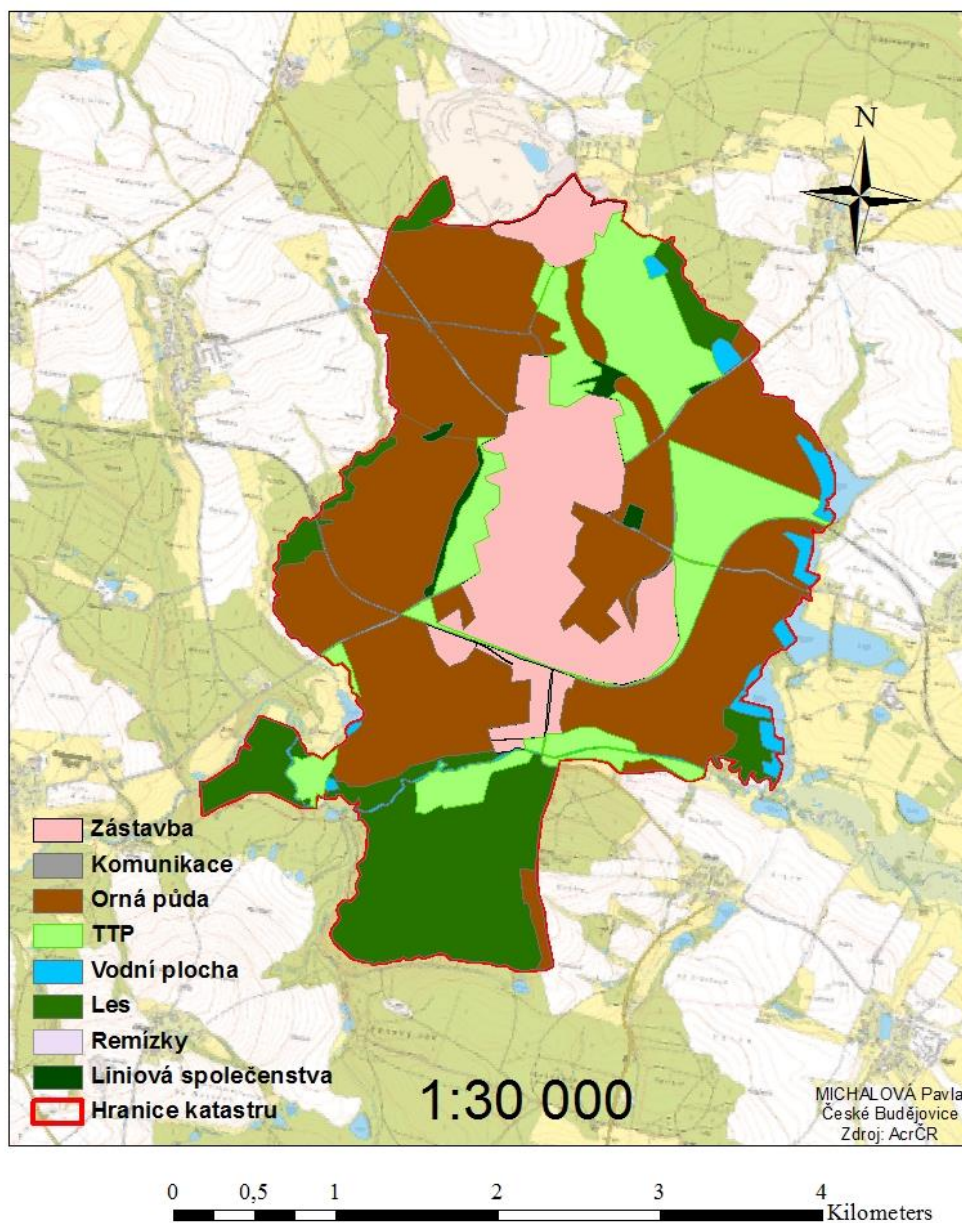 N
Zástavba
Komunikace
Orná půda
TTP
Vodní plocha
Les
Remízky
Liniová společenstva
Hranice katastru
1:30 000
MICHALOVÁ Pavla
České Budějovice
Zdroj: AcrČR
0 0,5 1 2 3 4
Kilometers